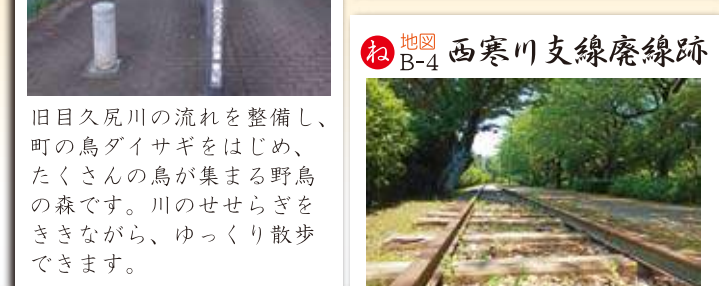 旧目久尻川の流れを整備し、
町の鳥ダイサギをはじめ、
たくさんの鳥が集まる野鳥
の森です。川のせせらぎを
ききながら、ゆっくり散歩
できます。
ね 地図 B-4 西寒川支線廃線跡